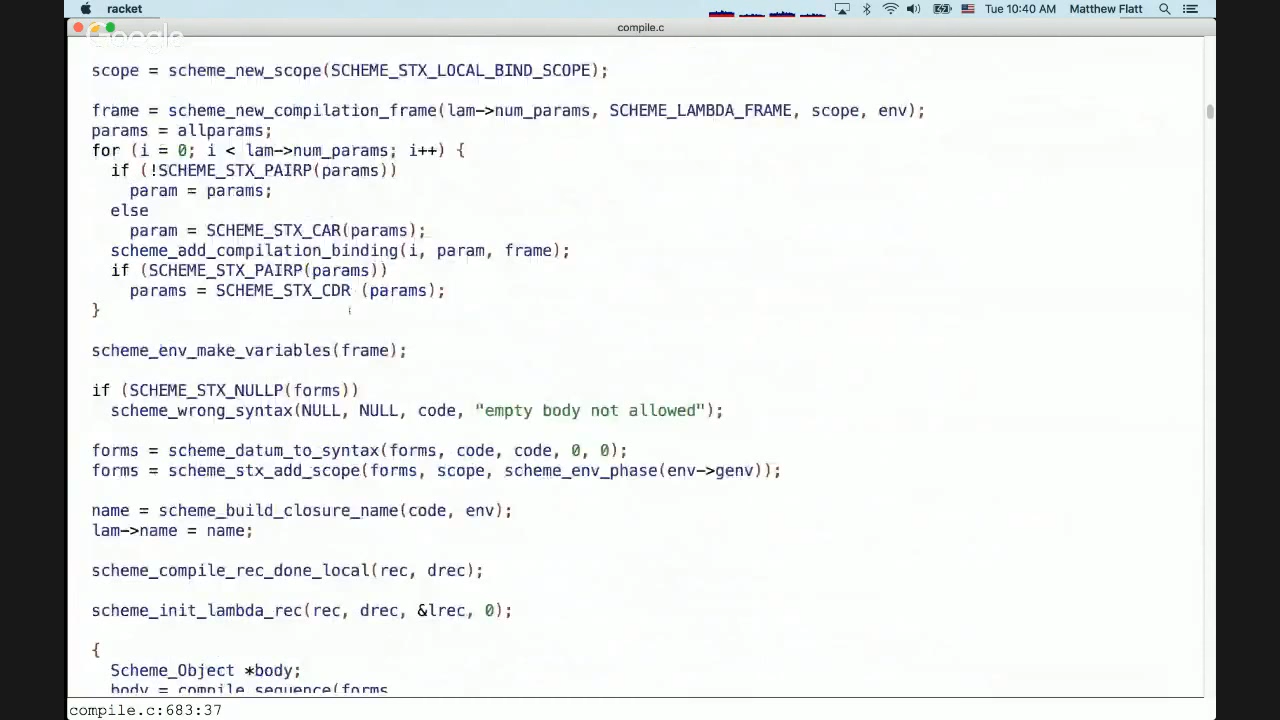 racket
Tue 10:40 AM Matthew Flatt
Google
compile.c
scope = scheme_new_scope(SCHEME_STX_LOCAL_BIND_SCOPE);
frame = scheme_new_compilation_frame(lam->num_params, SCHEME_LAMBDA_FRAME, scope, env);
params = allparams;
for (i = 0; i < lam->num_params; i++) {
if (!SCHEME_STX_PAIRP(params))
param = params;
else
param = SCHEME_STX_CAR(params);
scheme_add_compilation_binding(i, param, frame);
if (SCHEME_STX_PAIRP(params))
params = SCHEME_STX_CDR (params);
}
scheme_env_make_variables(frame);
if (SCHEME_STX_NULLP(forms))
scheme_wrong_syntax(NULL, NULL, code, "empty body not allowed");
forms = scheme_datum_to_syntax(forms, code, code, 0, 0);
forms = scheme_stx_add_scope(forms, scope, scheme_env_phase(env->genv));
name = scheme_build_closure_name(code, env);
lam->name = name;
scheme_compile_rec_done_local(rec, drec);
scheme_init_lambda_rec(rec, drec, &lrec, 0);
{
Scheme_Object *body;
body = compile_sequence(forms,
compile.c:683:37